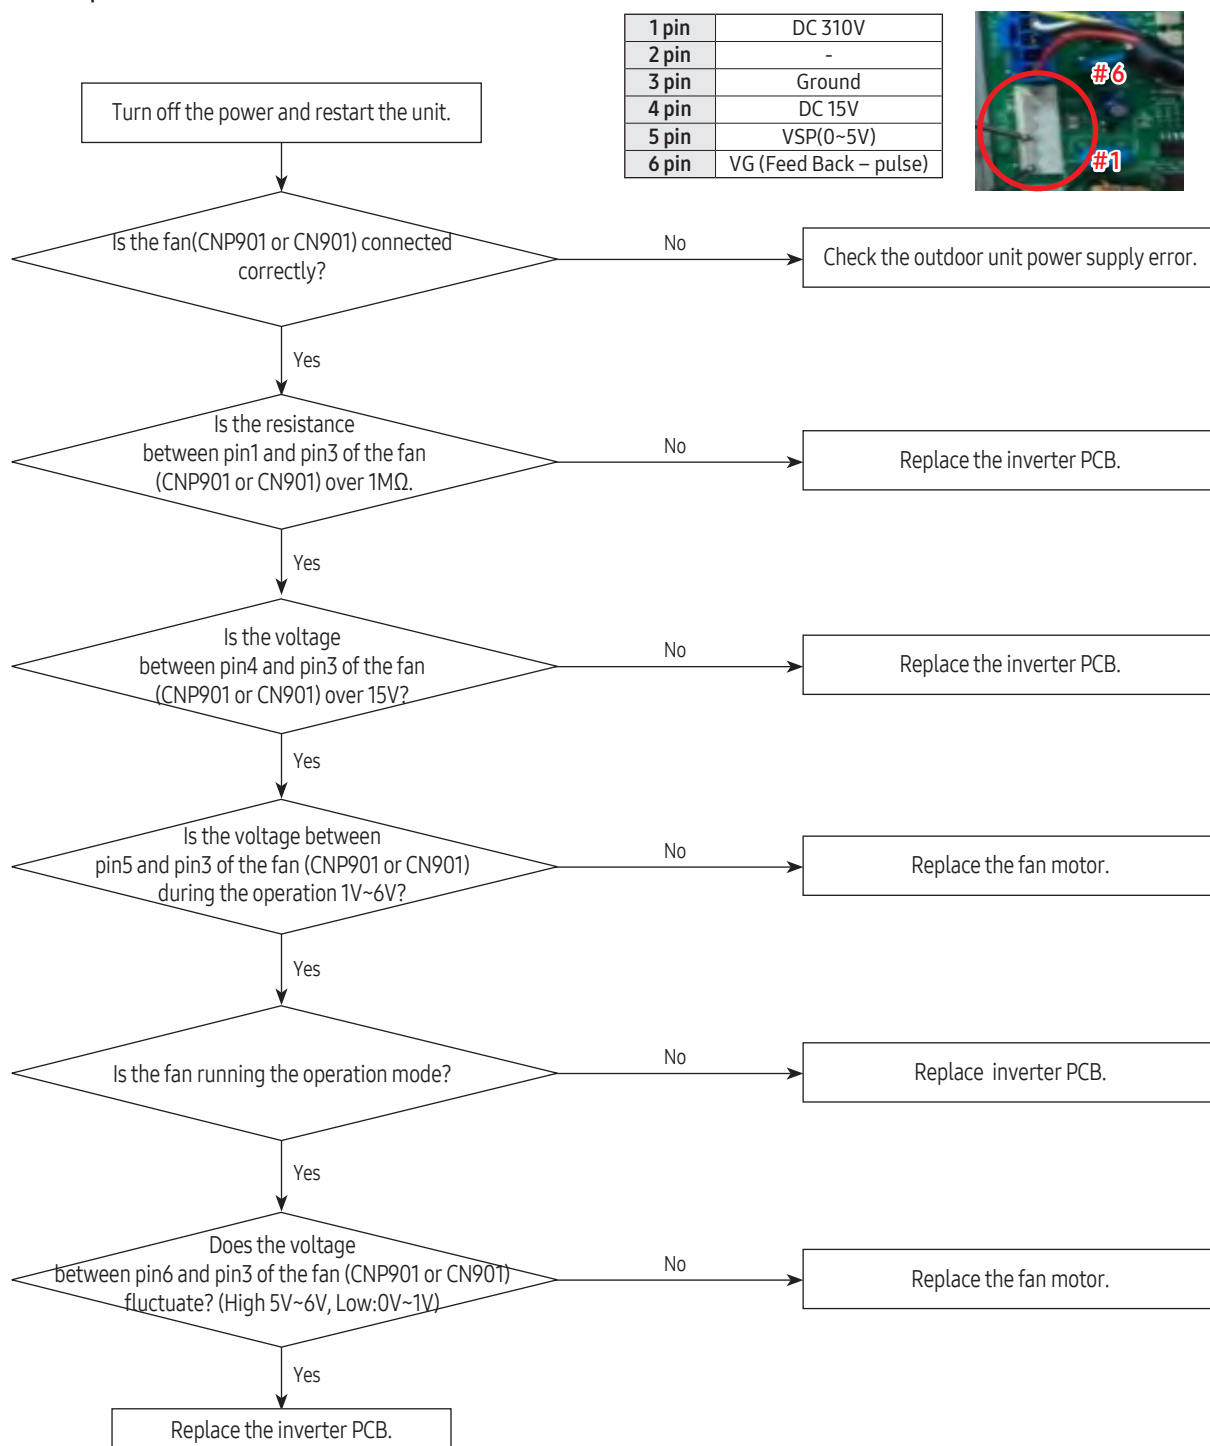 1 pin DC 310V
2 pin -
3 pin Ground
4 pin DC 15V
5 pin VSP(0~5V)
6 pin VG (Feed Back – pulse)
#6
#1
Turn off the power and restart the unit.
Is the fan(CNP901 or CN901) connected
correctly?
No
Check the outdoor unit power supply error.
Yes
Is the resistance
between pin1 and pin3 of the fan
(CNP901 or CN901) over 1MΩ.
No
Replace the inverter PCB.
Yes
Is the voltage
between pin4 and pin3 of the fan
(CNP901 or CN901) over 15V?
No
Replace the inverter PCB.
Yes
Is the voltage between
pin5 and pin3 of the fan (CNP901 or CN901)
during the operation 1V~6V?
No
Replace the fan motor.
Yes
Is the fan running the operation mode?
No
Replace inverter PCB.
Yes
Does the voltage
between pin6 and pin3 of the fan (CNP901 or CN901)
fluctuate? (High 5V~6V, Low:0V~1V)
No
Replace the fan motor.
Yes
Replace the inverter PCB.